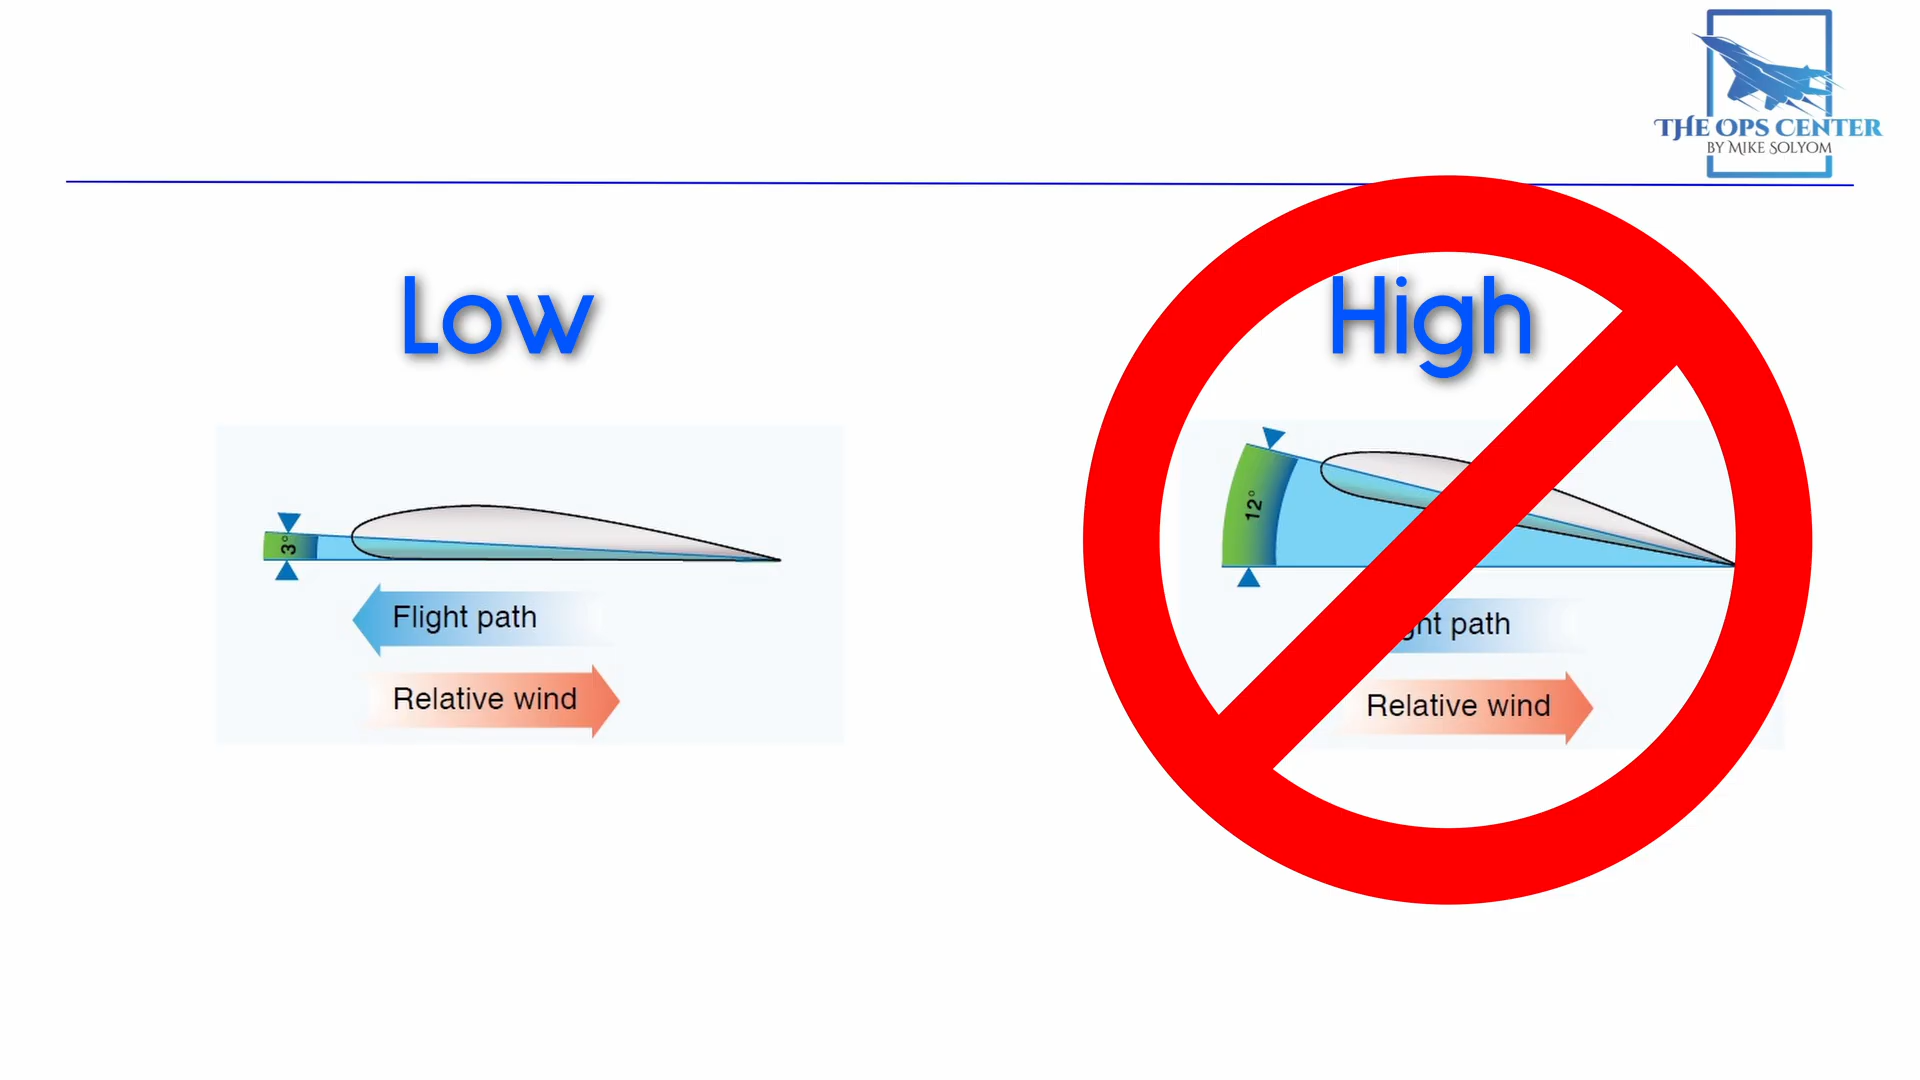 THE OPS CENTER
BY MIKE SOLYOM
Low
High
3°
12°
Flight path
path
Relative wind
Relative wind